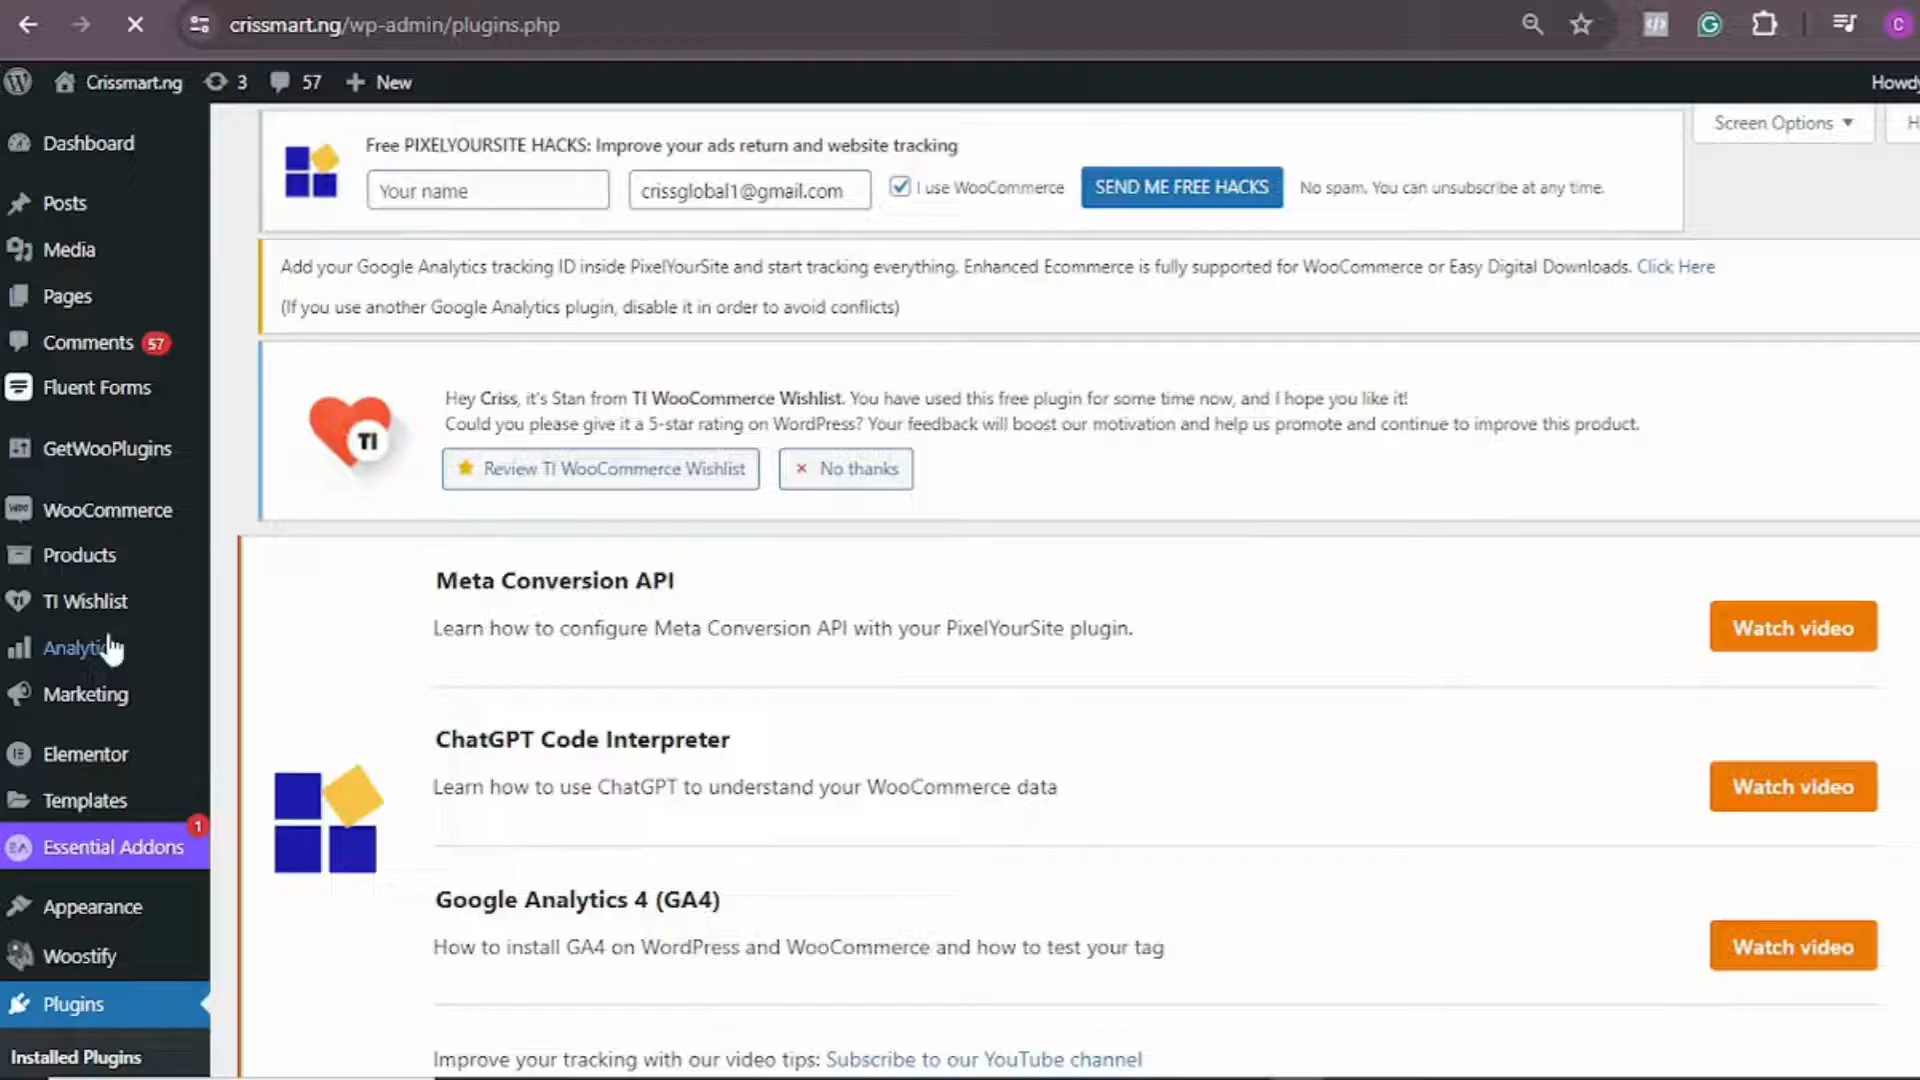 crissmart.ng/wp-admin/plugins.php
C
Crissmart.ng
3
57
New
Howdy
Dashboard
Posts
Media
Pages
Comments 57
Fluent Forms
GetWooPlugins
WooCommerce
Products
TI Wishlist
Marketing
Elementor
Templates
1
Essential Addons
Appearance
Woostify
Plugins
Installed Plugins
Screen Options
H
Free PIXELYOURSITE HACKS: Improve your ads return and website tracking
Your name
crissglobal1@gmail.com
I use WooCommerce
SEND ME FREE HACKS
No spam. You can unsubscribe at any time.
Add your Google Analytics tracking ID inside PixelYourSite and start tracking everything. Enhanced Ecommerce is fully supported for WooCommerce or Easy Digital Downloads. Click Here
(If you use another Google Analytics plugin, disable it in order to avoid conflicts)
TI
Hey Criss, it's Stan from TI WooCommerce Wishlist. You have used this free plugin for some time now, and I hope you like it!
Could you please give it a 5-star rating on WordPress? Your feedback will boost our motivation and help us promote and continue to improve this product.
Review TI WooCommerce Wishlist
No thanks
Meta Conversion API
Learn how to configure Meta Conversion API with your PixelYourSite plugin.
Watch video
ChatGPT Code Interpreter
Learn how to use ChatGPT to understand your WooCommerce data
Watch video
Google Analytics 4 (GA4)
How to install GA4 on WordPress and WooCommerce and how to test your tag
Watch video
Improve your tracking with our video tips: Subscribe to our YouTube channel